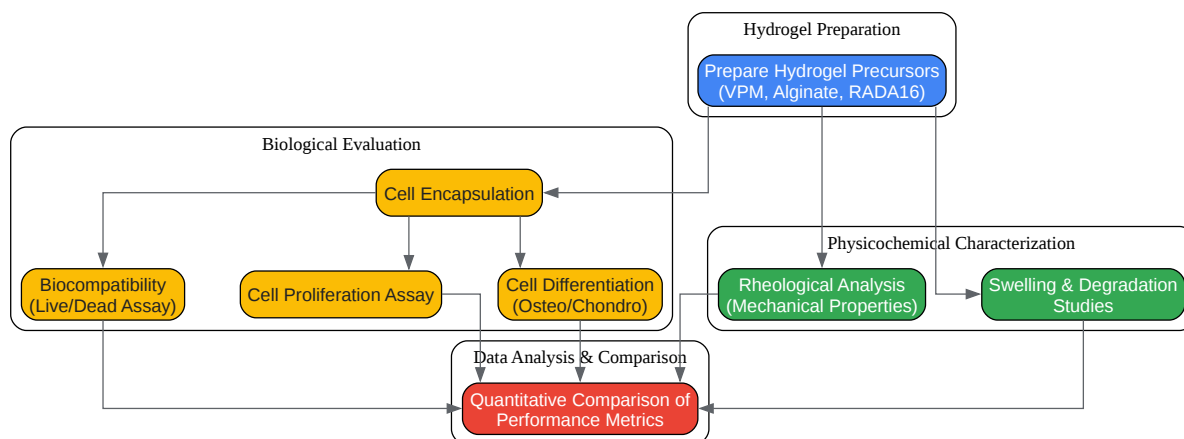 Hydrogel Preparation
Prepare Hydrogel Precursors
(VPM, Alginate, RADA16)
Biological Evaluation
Cell Encapsulation
Biocompatibility
(Live/Dead Assay)
Cell Proliferation Assay
Cell Differentiation
(Osteo/Chondro)
Physicochemical Characterization
Rheological Analysis
(Mechanical Properties)
Swelling & Degradation
Studies
Data Analysis & Comparison
Quantitative Comparison of
Performance Metrics